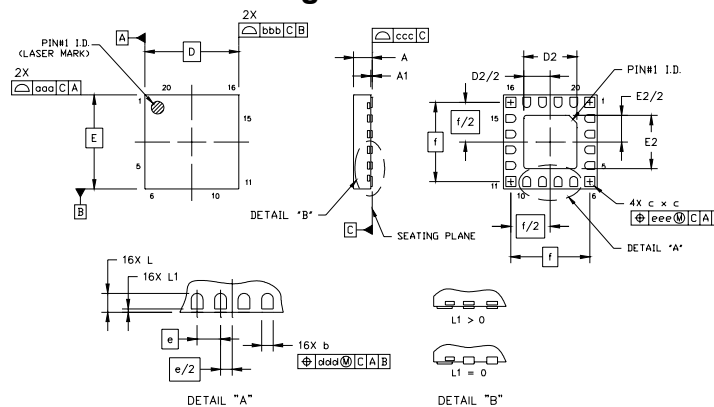 2X
⌓ bbb C B
A
D
PIN#1 I.D.
(LASER MARK)
2X
⌓ aaa C A
20
16
1
15
E
5
11
6
10
B
⌓ ccc C
A
A1
DETAIL "B"
C
SEATING PLANE
D2
D2/2
PIN#1 I.D.
16
20
1
15
E2/2
f/2
f
E2
5
11
10
6
4X c x c
⌖ eee Ⓜ C A
f/2
DETAIL "A"
f
16X L
16X L1
e
16X b
⌖ ddd Ⓜ C A B
e/2
DETAIL "A"
L1 > 0
L1 = 0
DETAIL "B"